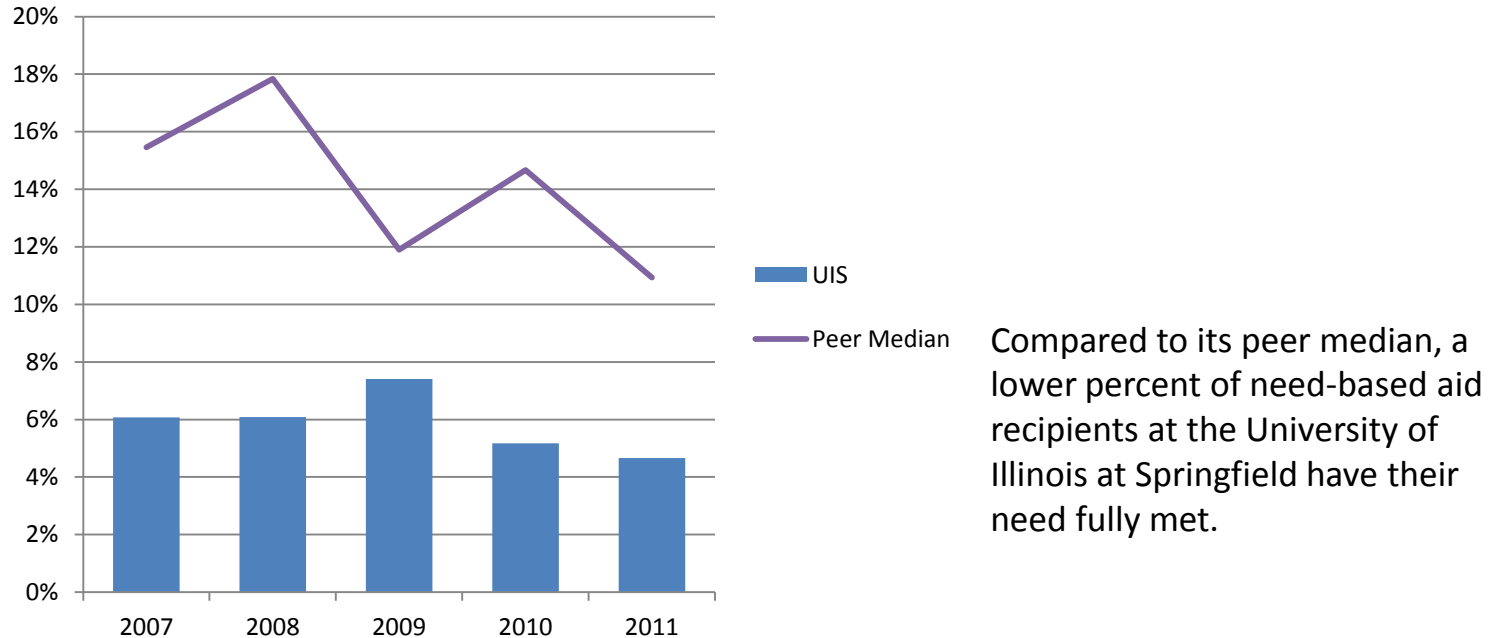 20%
18%
16%
14%
12%
10%
8%
6%
4%
2%
0%
2007 2008 2009 2010 2011
UIS
Peer Median
Compared to its peer median, a
lower percent of need-based aid
recipients at the University of
Illinois at Springfield have their
need fully met.